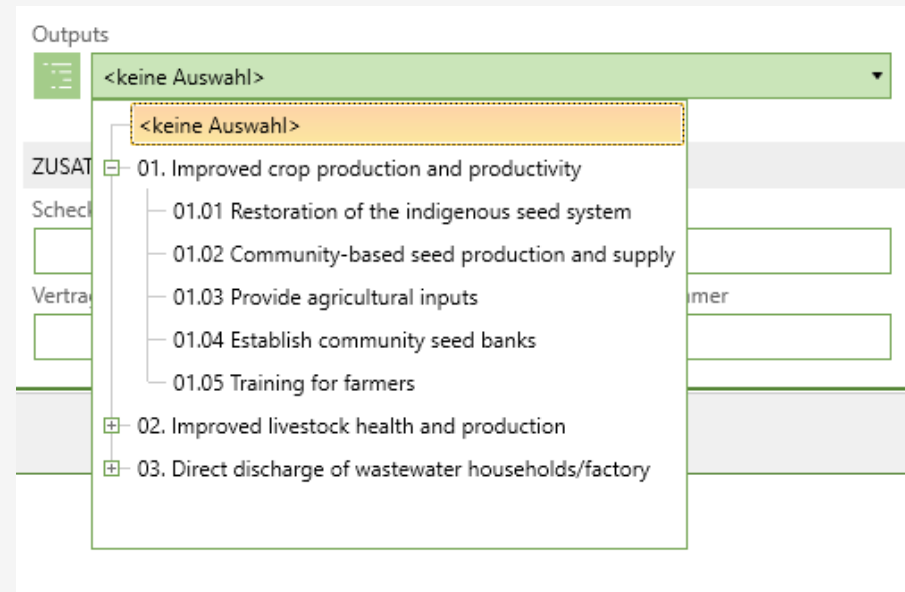 Outputs
<keine Auswahl>
<keine Auswahl>
ZUSAT
01. Improved crop production and productivity
Scheck
01.01 Restoration of the indigenous seed system
01.02 Community-based seed production and supply
Vertra
01.03 Provide agricultural inputs
mer
01.04 Establish community seed banks
01.05 Training for farmers
02. Improved livestock health and production
03. Direct discharge of wastewater households/factory